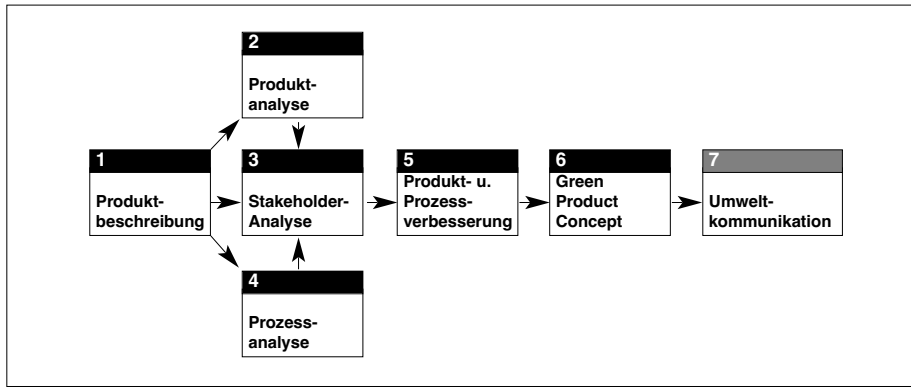 2
Produkt-
analyse
1
Produkt-
beschreibung
3
Stakeholder-
Analyse
5
Produkt- u.
Prozess-
verbesserung
6
Green
Product
Concept
7
Umwelt-
kommunikation
4
Prozess-
analyse